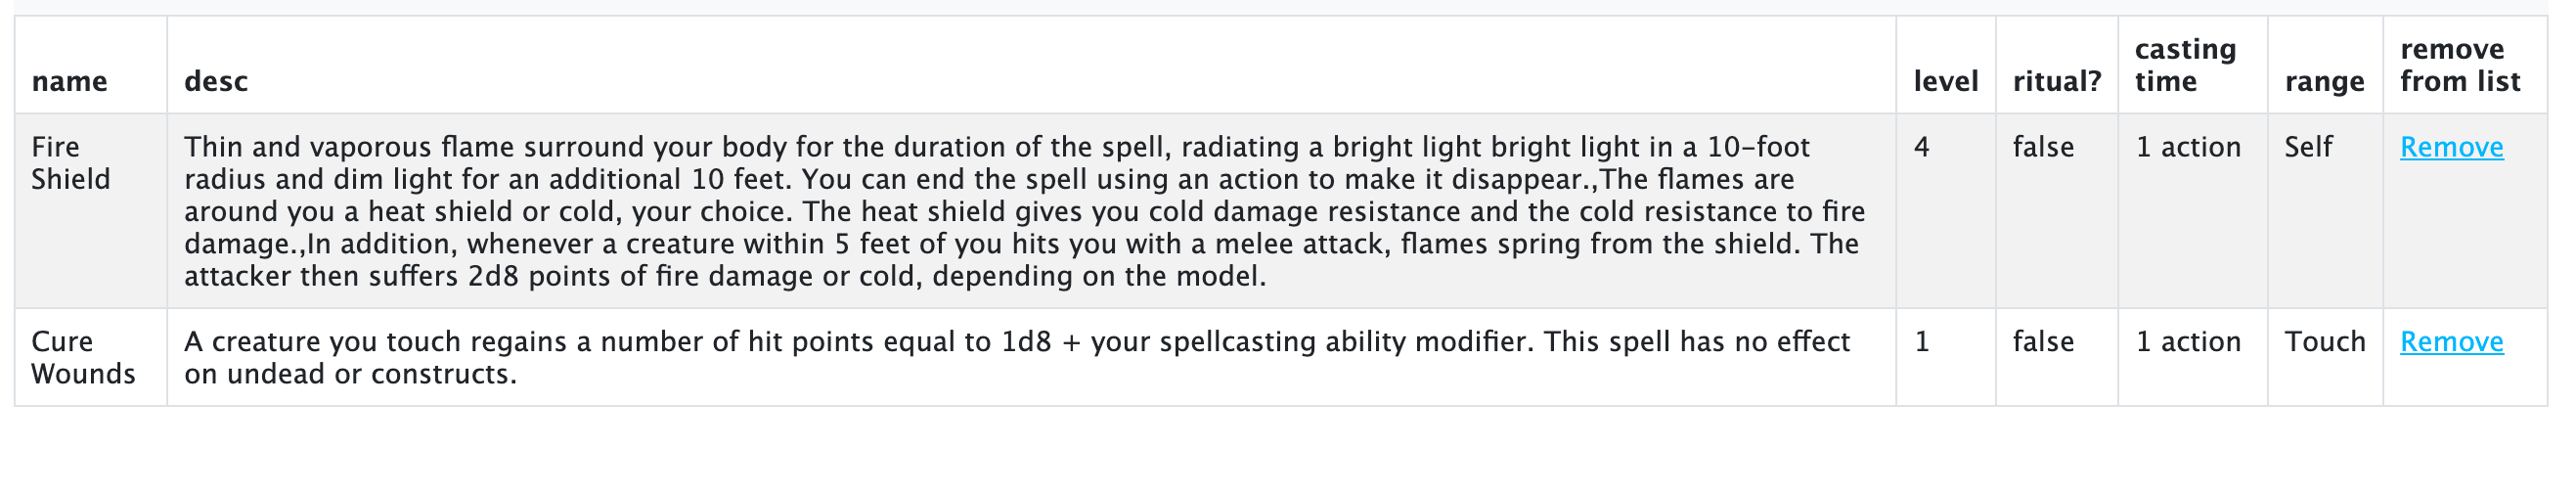 name desc level ritual? casting time range remove from list
Fire Shield
Thin and vaporous flame surround your body for the duration of the spell, radiating a bright light bright light in a 10-foot
radius and dim light for an additional 10 feet. You can end the spell using an action to make it disappear.,The flames are
around you a heat shield or cold, your choice. The heat shield gives you cold damage resistance and the cold resistance to fire
damage.,In addition, whenever a creature within 5 feet of you hits you with a melee attack, flames spring from the shield. The
attacker then suffers 2d8 points of fire damage or cold, depending on the model.
4 false 1 action Self Remove
Cure Wounds
A creature you touch regains a number of hit points equal to 1d8 + your spellcasting ability modifier. This spell has no effect
on undead or constructs.
1 false 1 action Touch Remove